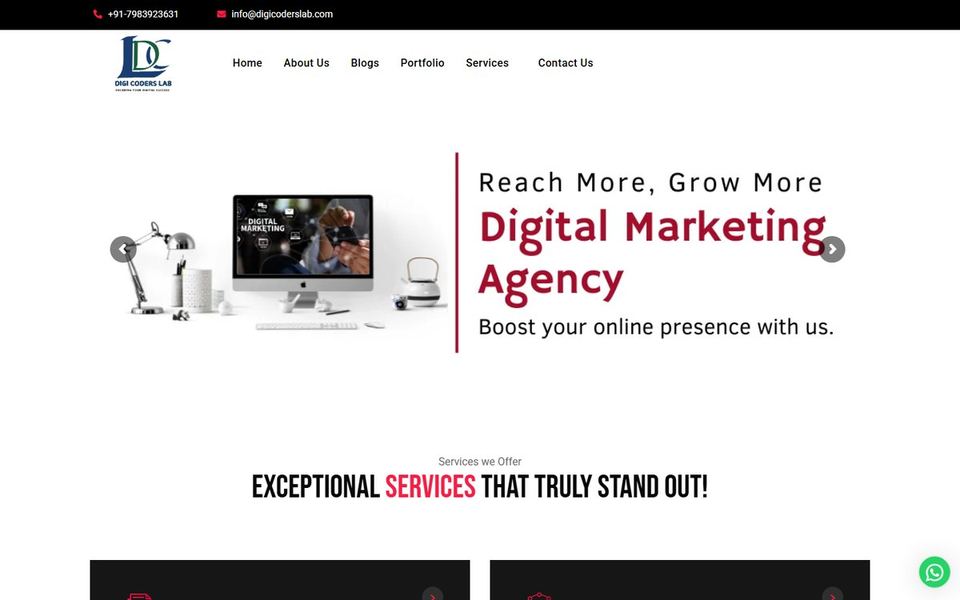 +91-7983923631
info@digicoderslab.com
DIGI CODERS LAB
Home
About Us
Blogs
Portfolio
Services
Contact Us
DIGITAL
MARKETING
Reach More, Grow More
Digital Marketing
Agency
Boost your online presence with us.
Services we Offer
EXCEPTIONAL SERVICES THAT TRULY STAND OUT!